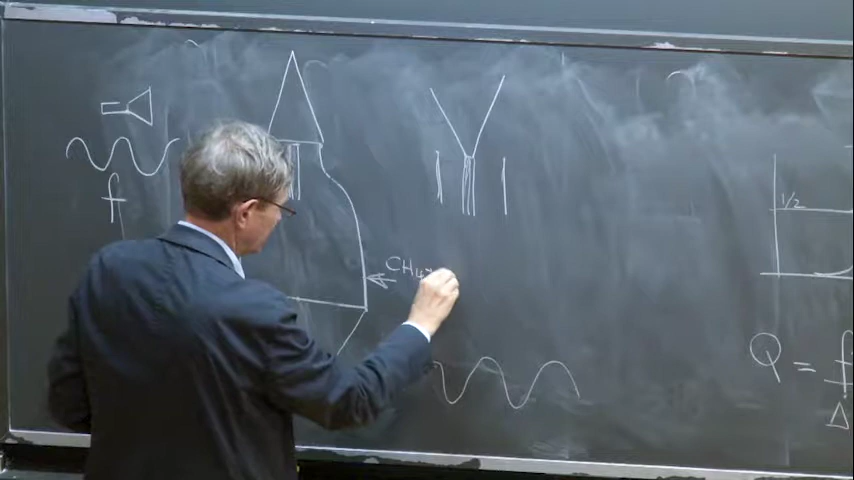 f
CH4
1/2
Q = f
Δ